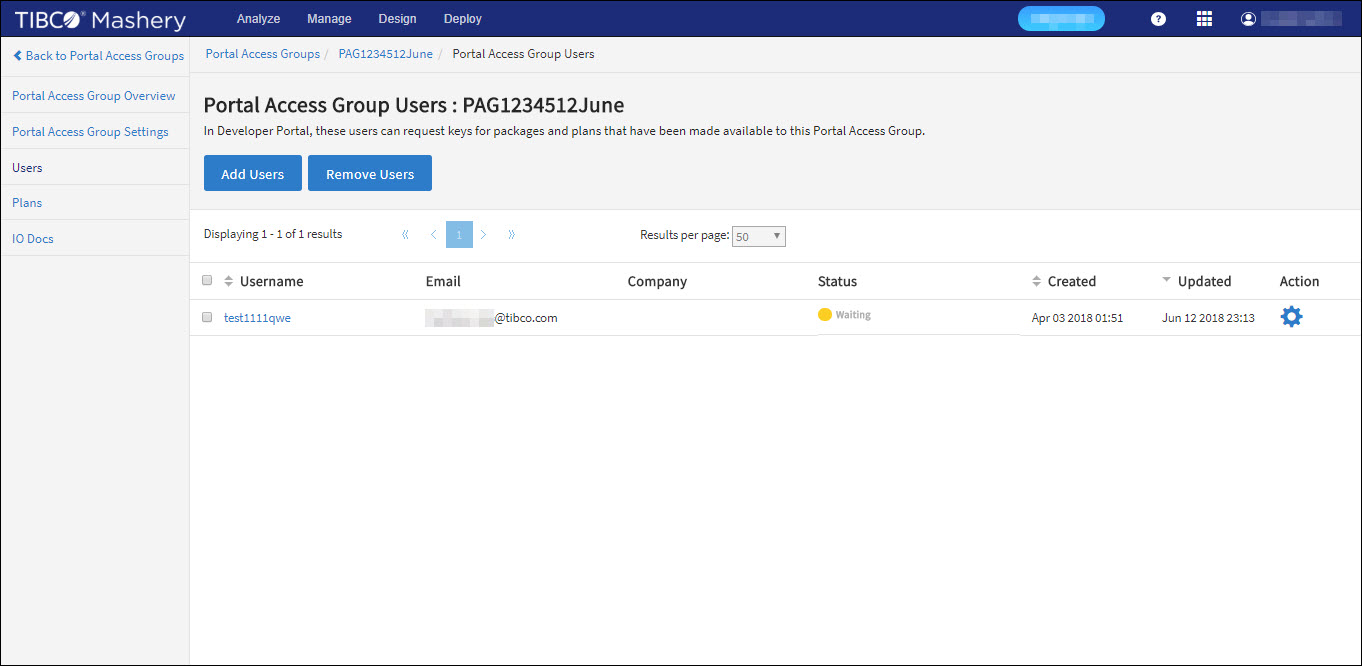 TIBCO® Mashery Analyze Manage Design Deploy ?
Back to Portal Access Groups
Portal Access Groups / PAG1234512June / Portal Access Group Users
Portal Access Group Overview
Portal Access Group Settings
Users
Plans
IO Docs
Portal Access Group Users : PAG1234512June
In Developer Portal, these users can request keys for packages and plans that have been made available to this Portal Access Group.
Add Users Remove Users
Displaying 1 - 1 of 1 results « < 1 > » Results per page: 50
Username Email Company Status Created Updated Action
test1111qwe @tibco.com Waiting Apr 03 2018 01:51 Jun 12 2018 23:13